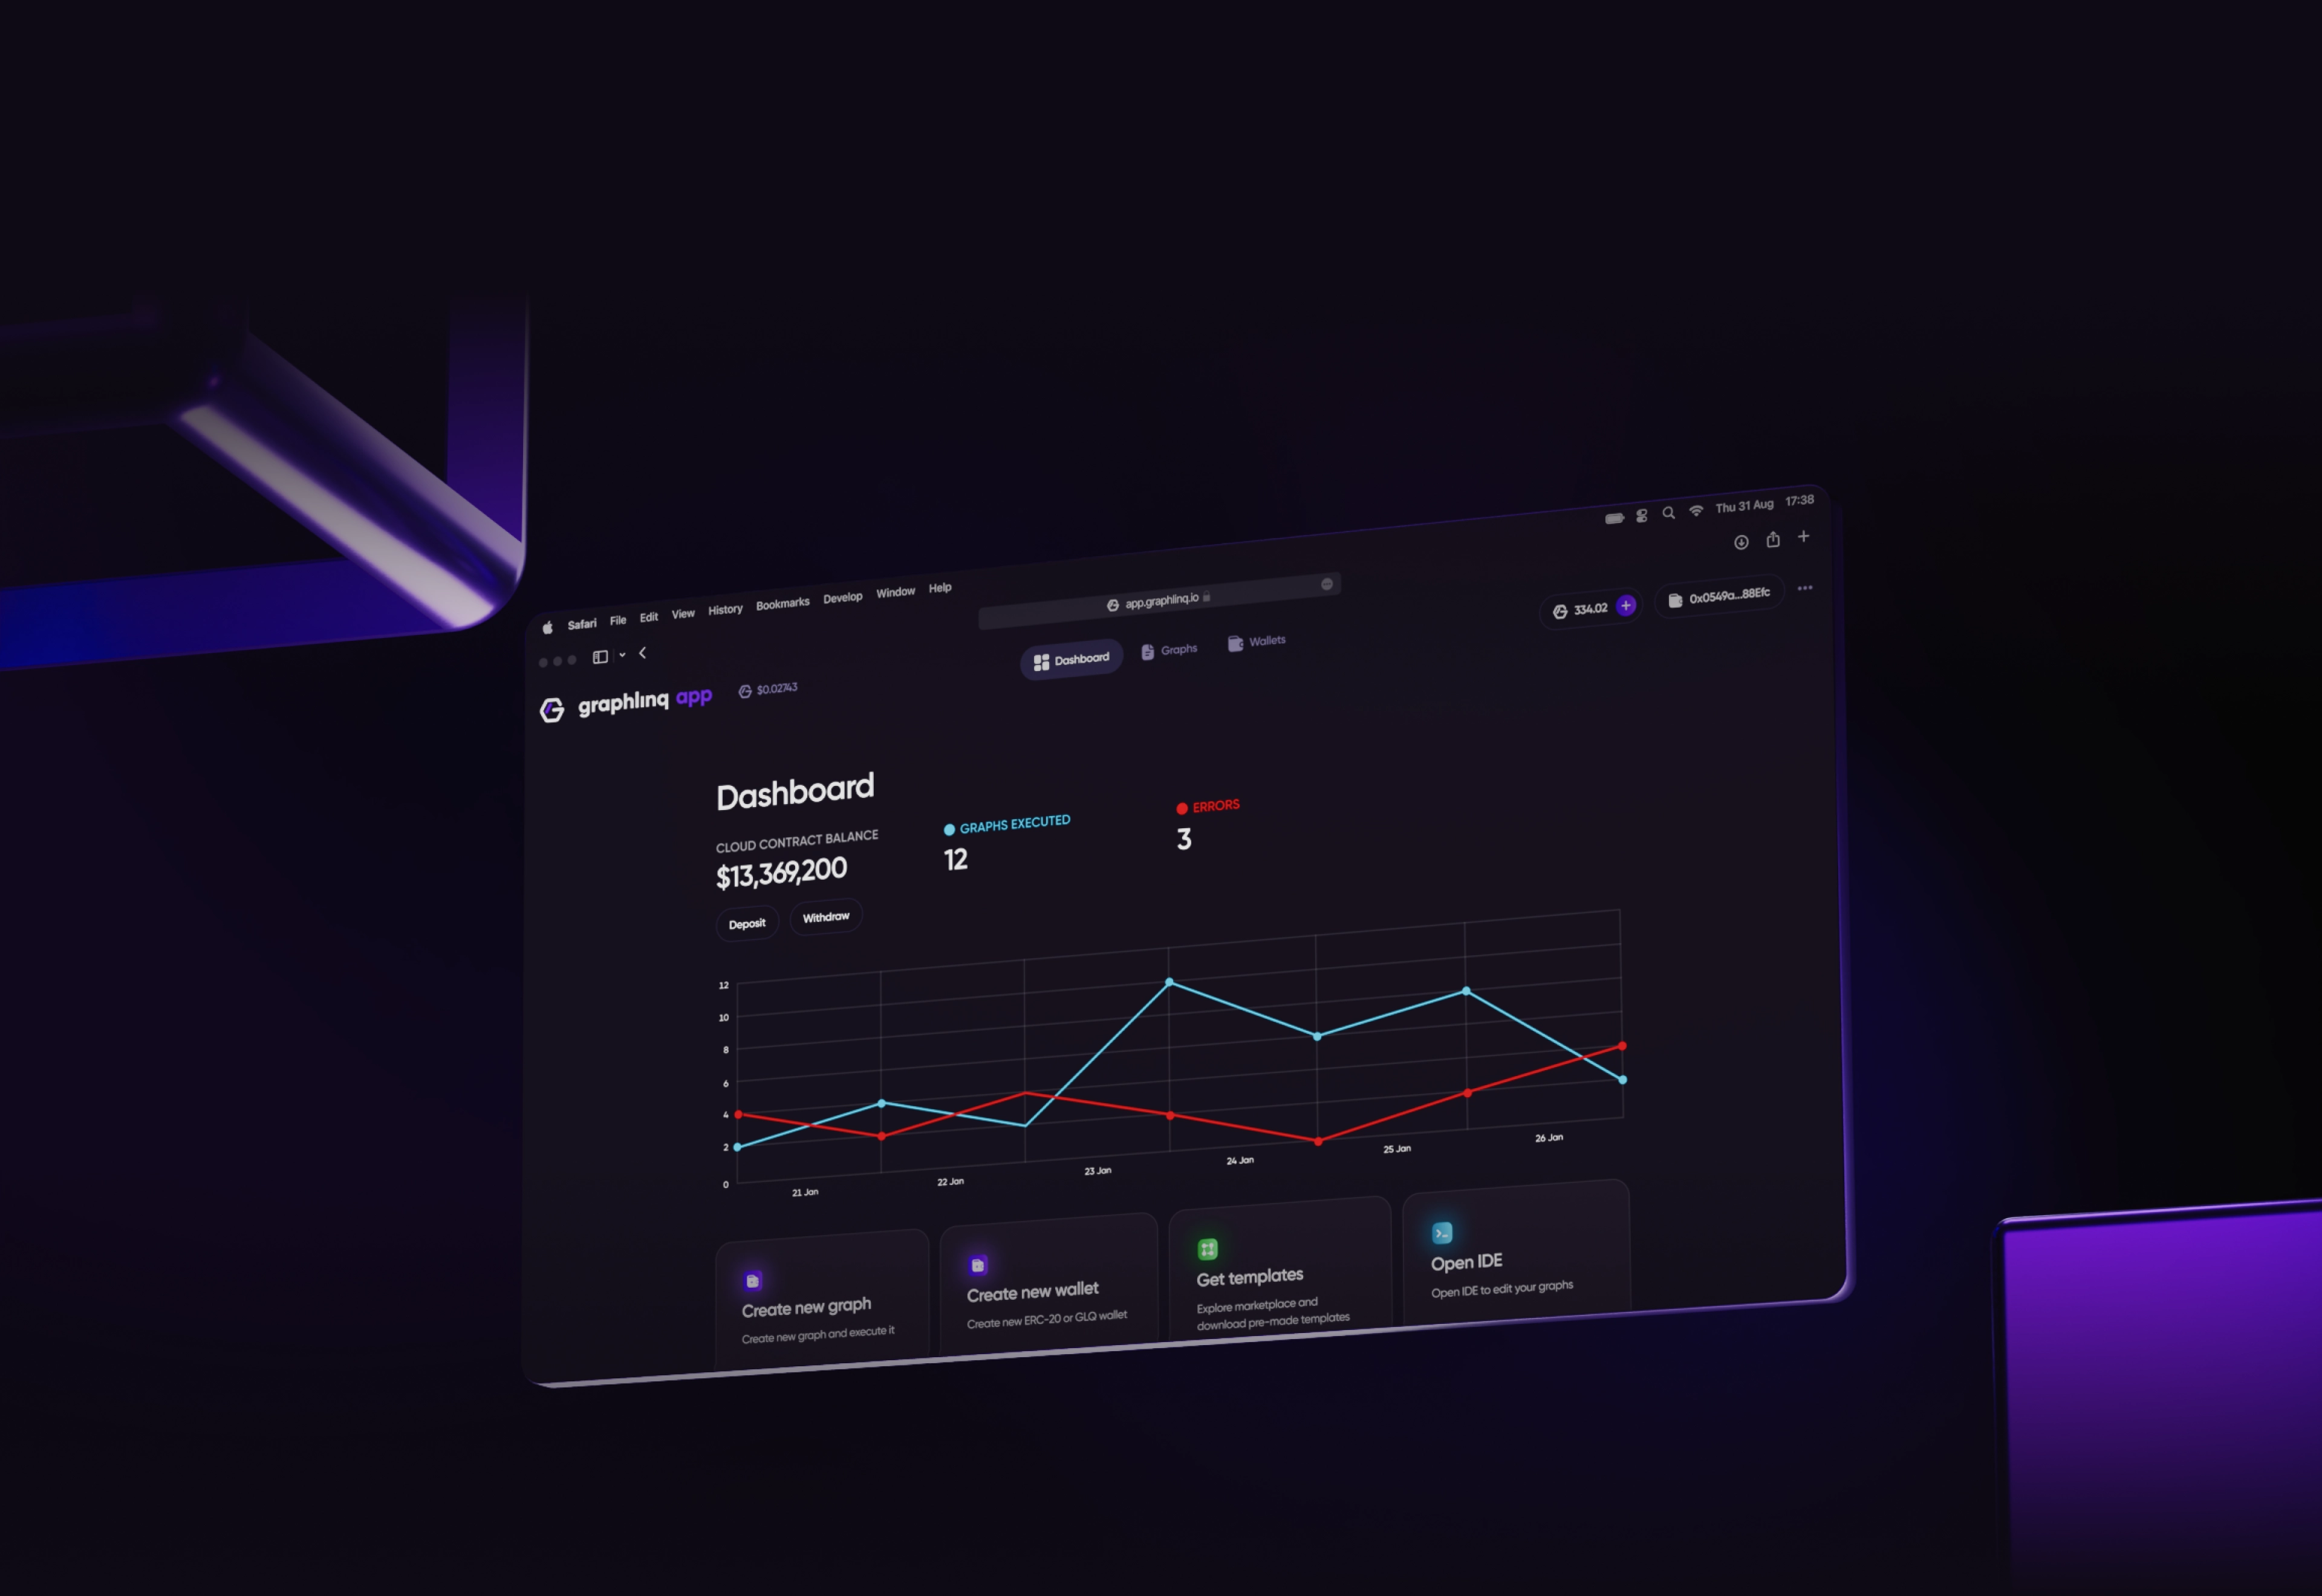 Safari File Edit View History Bookmarks Develop Window Help
Thu 31 Aug 17:38
app.graphlinq.io
graphlinq app
$0.02743
Dashboard
Graphs
Wallets
334.02
0x0549a...88Efc
Dashboard
CLOUD CONTRACT BALANCE
$13,369,200
GRAPHS EXECUTED
12
ERRORS
3
Deposit
Withdraw
12
10
8
6
4
2
0
21 Jan
22 Jan
23 Jan
24 Jan
25 Jan
26 Jan
Create new graph
Create new graph and execute it
Create new wallet
Create new ERC-20 or GLQ wallet
Get templates
Explore marketplace and
download pre-made templates
Open IDE
Open IDE to edit your graphs